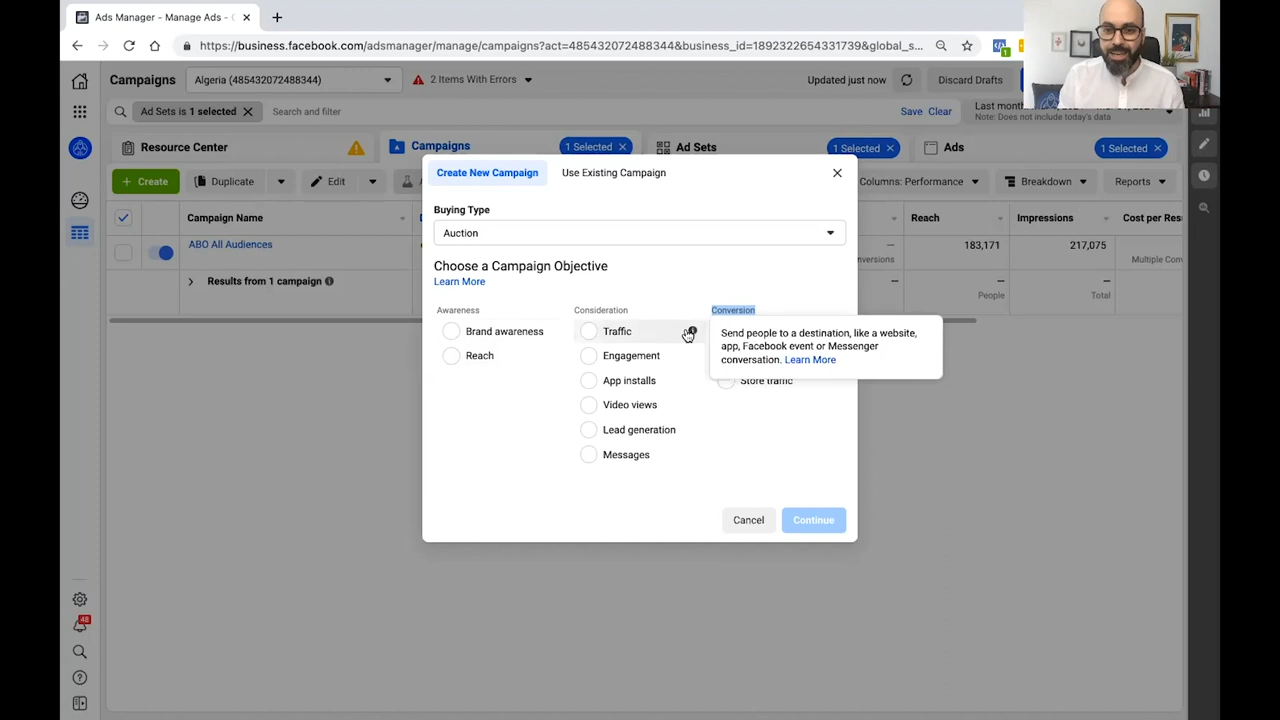 Ads Manager - Manage Ads - C
https://business.facebook.com/adsmanager/manage/campaigns?act=485432072488344&business_id=1892322654331739&global_s...
1
Campaigns
Algeria (485432072488344)
2 Items With Errors
Updated just now
Discard Drafts
Ad Sets is 1 selected
Search and filter
Save Clear
Last month
Note: Does not include today's data
Resource Center
Campaigns
1 Selected
Ad Sets
1 Selected
Ads
1 Selected
+ Create
Duplicate
Edit
Columns: Performance
Breakdown
Reports
Campaign Name
Reach
Impressions
Cost per Res
ABO All Audiences
—
183,171
217,075
Multiple Con
Results from 1 campaign
—
—
—
People
Total
Create New Campaign
Use Existing Campaign
Buying Type
Auction
Choose a Campaign Objective
Learn More
Awareness
Consideration
Conversion
Brand awareness
Traffic
Reach
Engagement
App installs
Store traffic
Video views
Lead generation
Messages
Send people to a destination, like a website,
app, Facebook event or Messenger
conversation. Learn More
Cancel
Continue
48